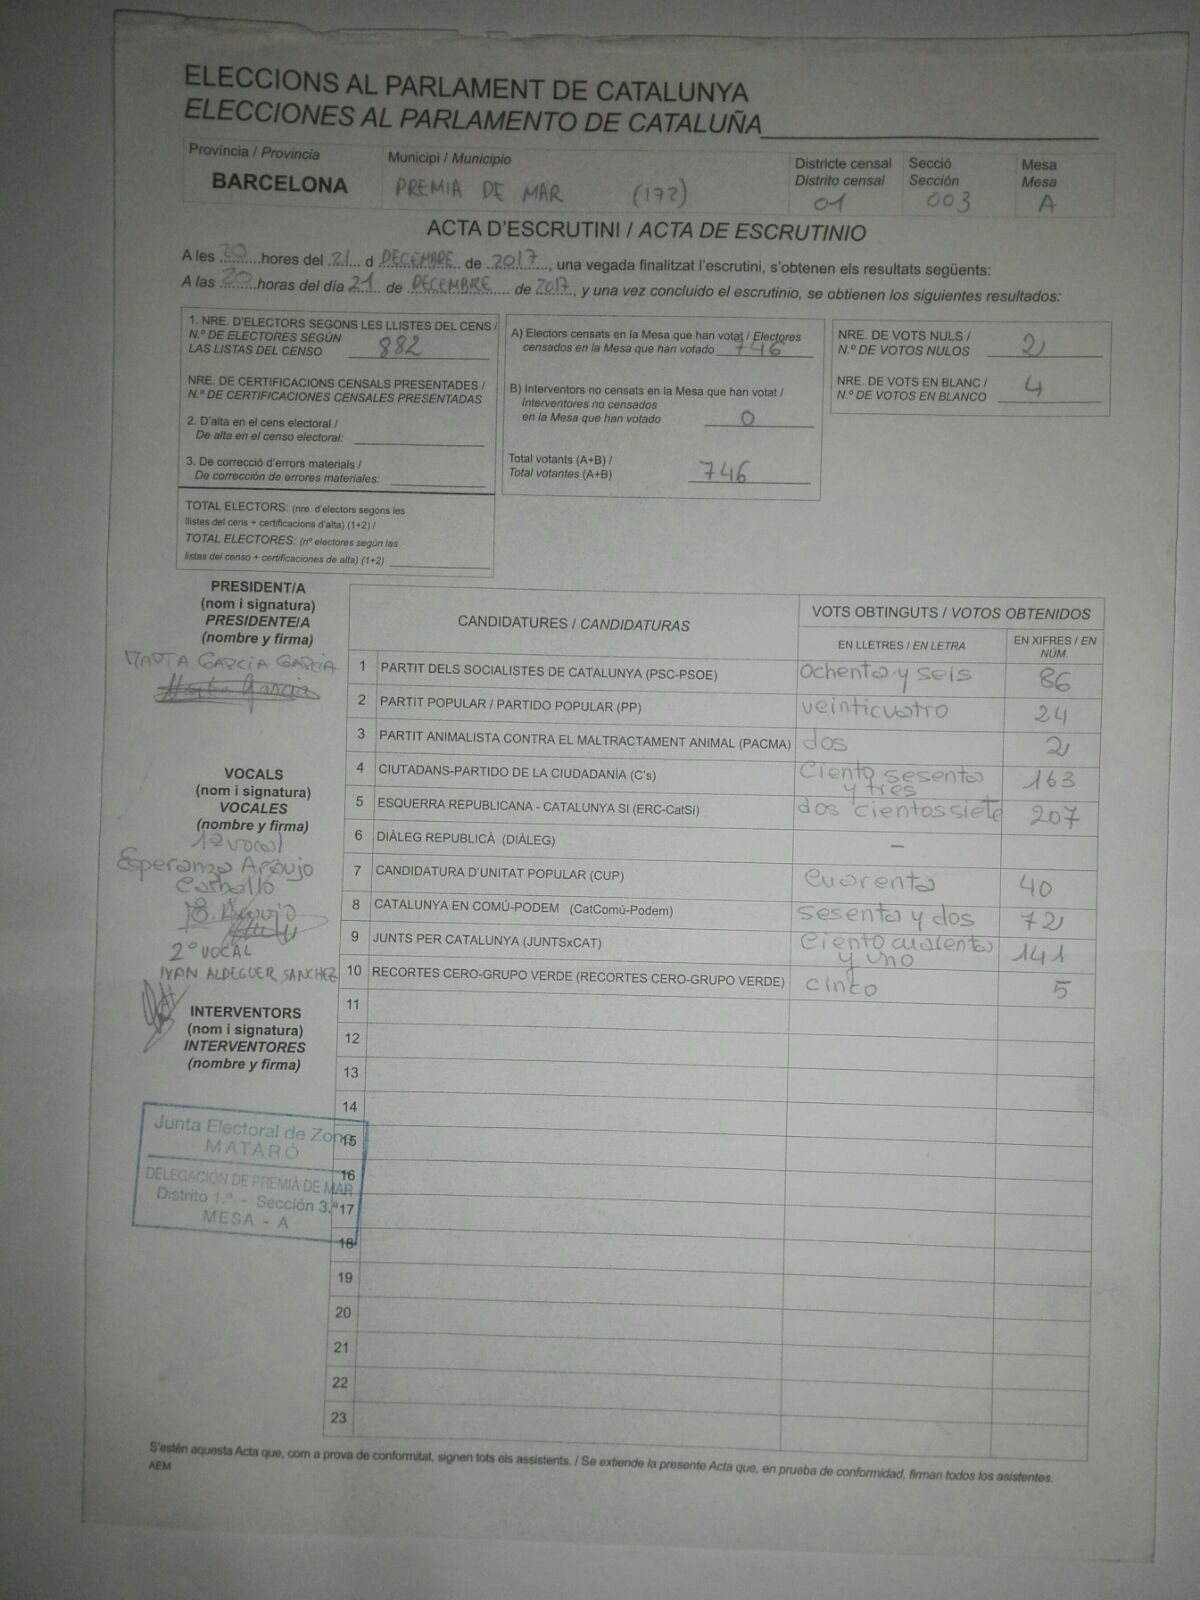 ELECCIONS AL PARLAMENT DE CATALUNYA
ELECCIONES AL PARLAMENTO DE CATALUÑA
Província / Provincia
BARCELONA
Municipi / Municipio
PREMIA DE MAR (172)
Districte censal
Distrito censal
01
Secció
Sección
003
Mesa
Mesa
A
ACTA D'ESCRUTINI / ACTA DE ESCRUTINIO
A les 20 hores del 21 d DECEMBRE de 2017, una vegada finalitzat l'escrutini, s'obtenen els resultats següents:
A las 20 horas del día 21 de DECEMBRE de 2017, y una vez concluido el escrutinio, se obtienen los siguientes resultados:
1. NRE. D'ELECTORS SEGONS LES LLISTES DEL CENS /
N.º DE ELECTORES SEGÚN
LAS LISTAS DEL CENSO 882
NRE. DE CERTIFICACIONS CENSALS PRESENTADES /
N.º DE CERTIFICACIONES CENSALES PRESENTADAS
2. D'alta en el cens electoral /
De alta en el censo electoral:
3. De correcció d'errors materials /
De corrección de errores materiales:
TOTAL ELECTORS: (nre. d'electors segons les
llistes del cens + certificacions d'alta) (1+2) /
TOTAL ELECTORES: (nº electores según las
listas del censo + certificaciones de alta) (1+2)
A) Electors censats en la Mesa que han votat / Electores
censados en la Mesa que han votado 746
B) Interventors no censats en la Mesa que han votat /
Interventores no censados
en la Mesa que han votado 0
Total votants (A+B) /
Total votantes (A+B) 746
NRE. DE VOTS NULS /
N.º DE VOTOS NULOS 2
NRE. DE VOTS EN BLANC /
N.º DE VOTOS EN BLANCO 4
PRESIDENT/A
(nom i signatura)
PRESIDENTE/A
(nombre y firma)
MARTA GARCIA GARCIA
VOCALS
(nom i signatura)
VOCALES
(nombre y firma)
1º vocal
Esperanza Araujo
Carballo
E. Araujo
2º VOCAL
IVAN ALDEGUER SANCHEZ
INTERVENTORS
(nom i signatura)
INTERVENTORES
(nombre y firma)
Junta Electoral de Zona
MATARÓ
DELEGACIÓN DE PREMIÀ DE MAR
Distrito 1.º - Sección 3.ª
MESA - A
CANDIDATURES / CANDIDATURAS
VOTS OBTINGUTS / VOTOS OBTENIDOS
EN LLETRES / EN LETRA
EN XIFRES / EN
NÚM.
1 PARTIT DELS SOCIALISTES DE CATALUNYA (PSC-PSOE) Ochenta y seis 86
2 PARTIT POPULAR / PARTIDO POPULAR (PP) veinticuatro 24
3 PARTIT ANIMALISTA CONTRA EL MALTRACTAMENT ANIMAL (PACMA) dos 2
4 CIUTADANS-PARTIDO DE LA CIUDADANÍA (C's) Ciento sesenta
y tres 163
5 ESQUERRA REPUBLICANA - CATALUNYA SI (ERC-CatSí) dos cientos siete 207
6 DIÀLEG REPUBLICÀ (DIÀLEG) –
7 CANDIDATURA D'UNITAT POPULAR (CUP) Cuarenta 40
8 CATALUNYA EN COMÚ-PODEM (CatComú-Podem) sesenta y dos 72
9 JUNTS PER CATALUNYA (JUNTSxCAT) Ciento cuarenta
y uno 141
10 RECORTES CERO-GRUPO VERDE (RECORTES CERO-GRUPO VERDE) cinco 5
11
12
13
14
15
16
17
18
19
20
21
22
23
S'estén aquesta Acta que, com a prova de conformitat, signen tots els assistents. / Se extiende la presente Acta que, en prueba de conformidad, firman todos los asistentes.
AEM